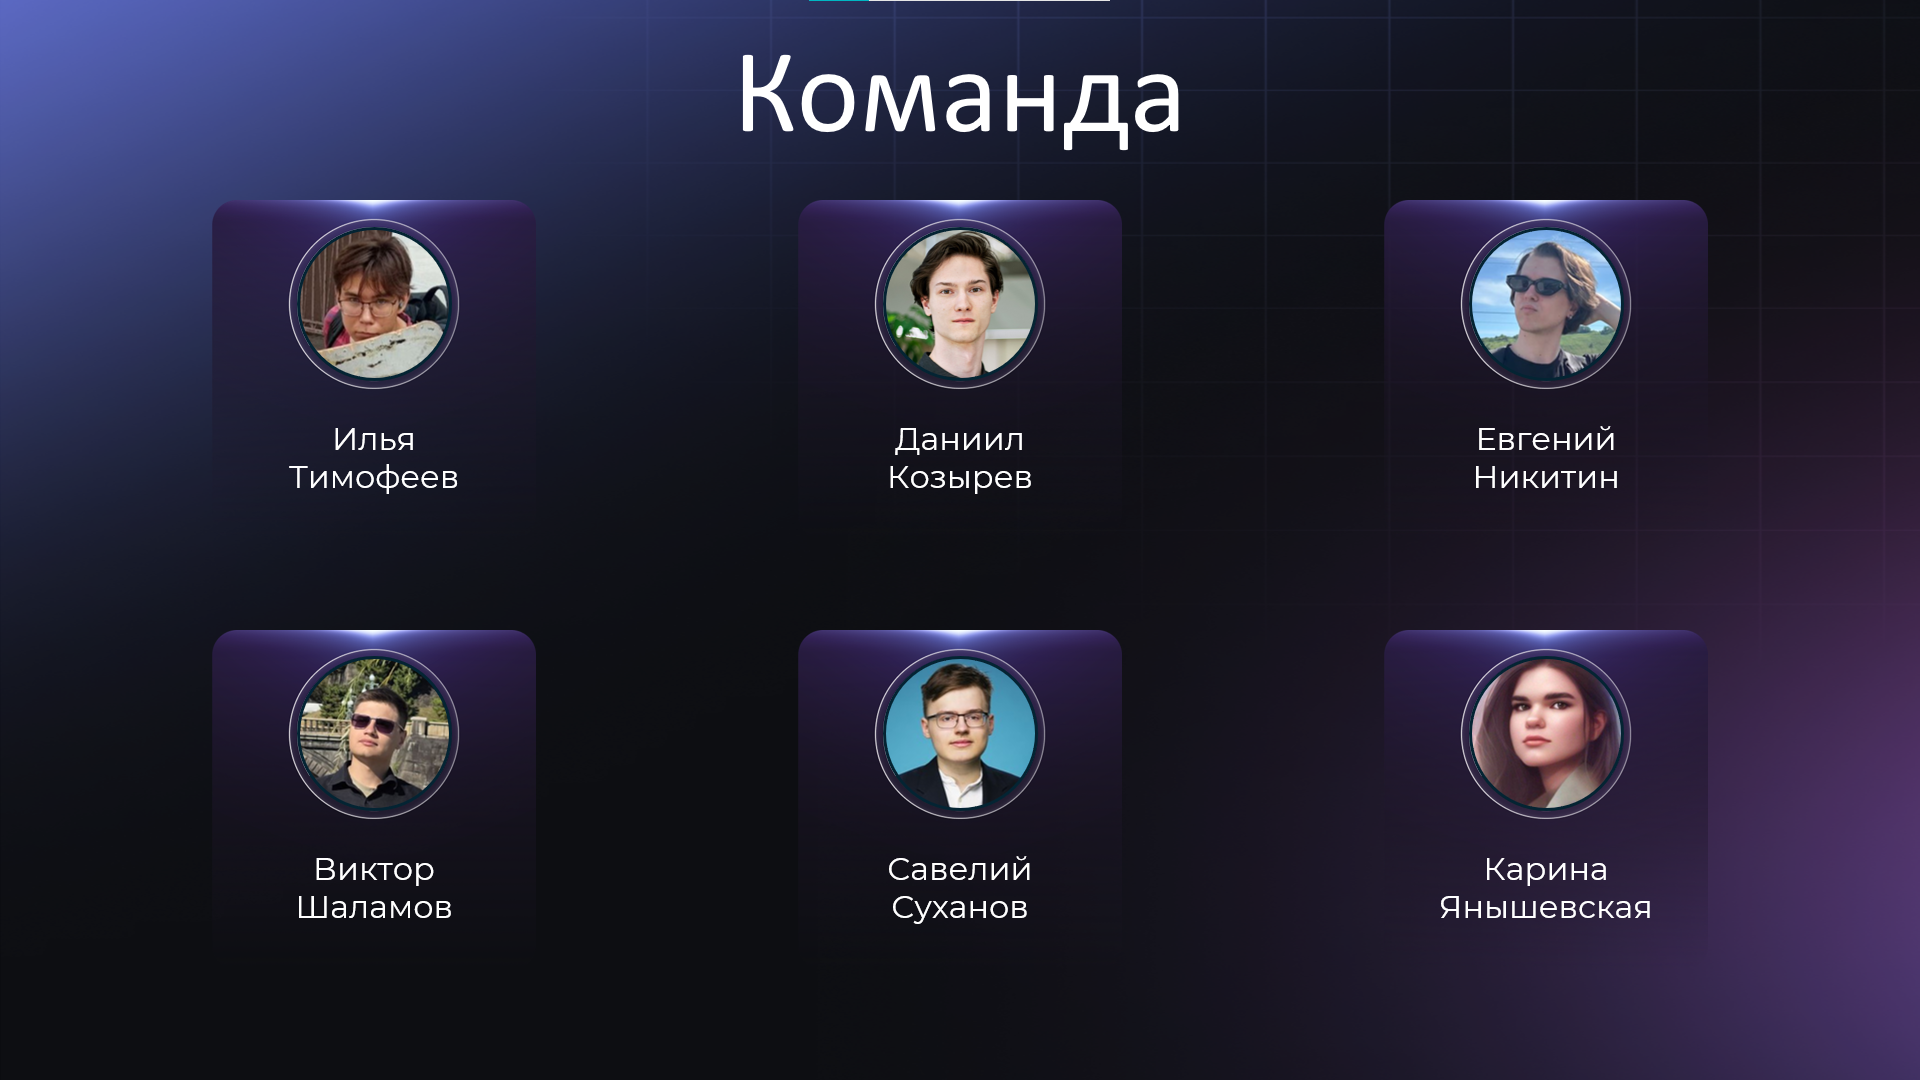 Команда
Илья
Тимофеев
Даниил
Козырев
Евгений
Никитин
Виктор
Шаламов
Савелий
Суханов
Карина
Янышевская